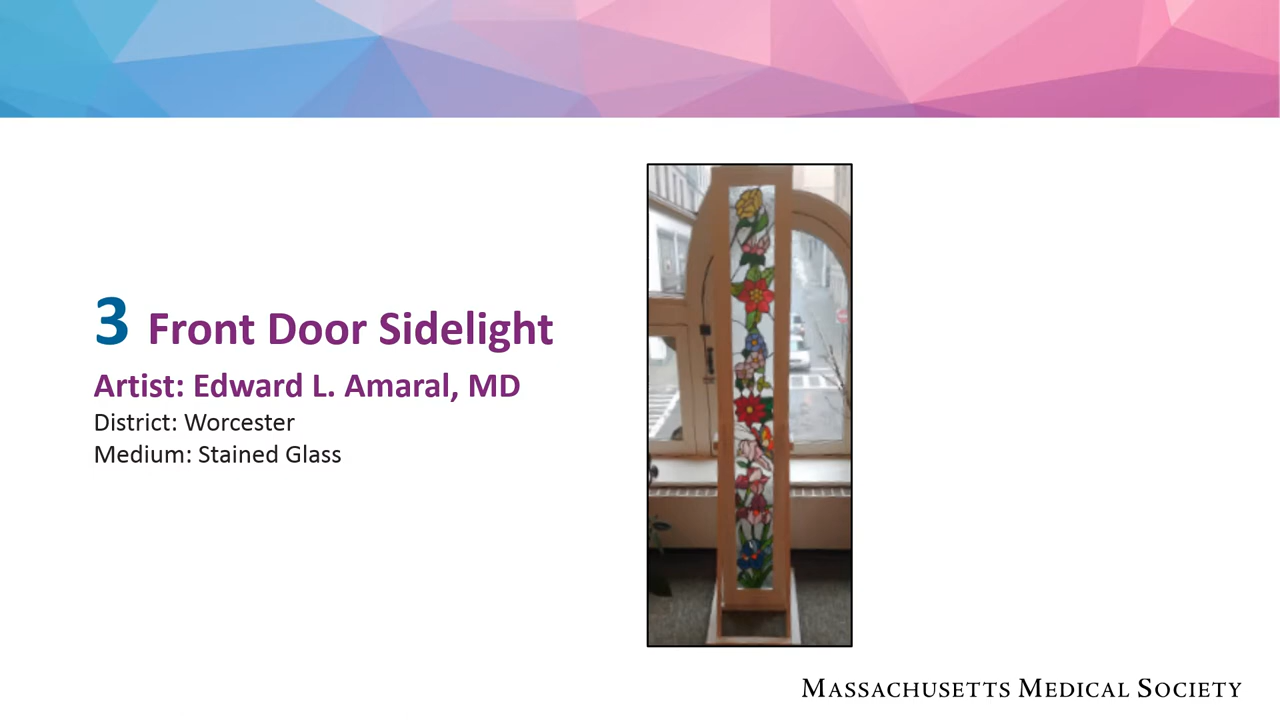 3 Front Door Sidelight
Artist: Edward L. Amaral, MD
District: Worcester
Medium: Stained Glass
MASSACHUSETTS MEDICAL SOCIETY